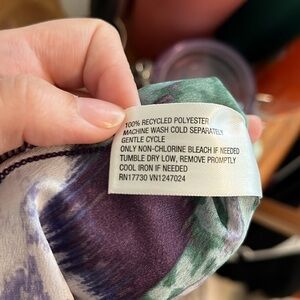 100% RECYCLED POLYESTER
MACHINE WASH COLD SEPARATELY
GENTLE CYCLE
ONLY NON-CHLORINE BLEACH IF NEEDED
TUMBLE DRY LOW, REMOVE PROMPTLY
COOL IRON IF NEEDED
RN17730 VN1247024